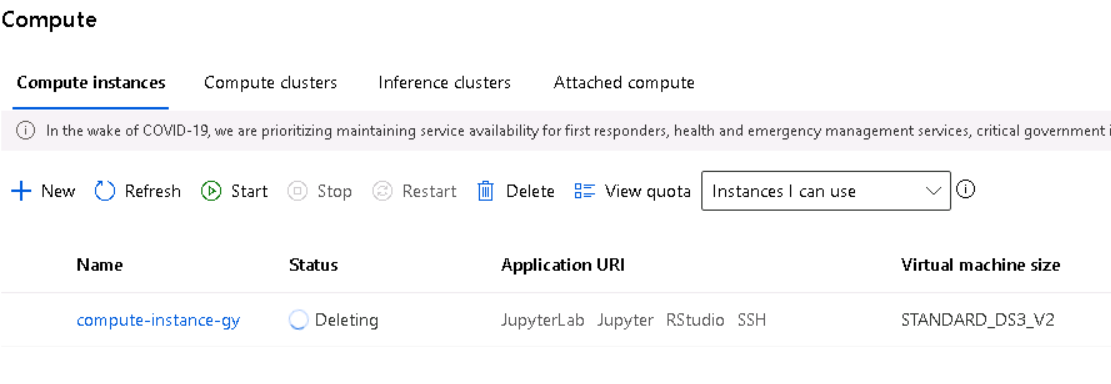 Compute
Compute instances Compute clusters Inference clusters Attached compute
In the wake of COVID-19, we are prioritizing maintaining service availability for first responders, health and emergency management services, critical government
New Refresh Start Stop Restart Delete View quota Instances I can use
Name Status Application URI Virtual machine size
compute-instance-gy Deleting JupyterLab Jupyter RStudio SSH STANDARD_DS3_V2